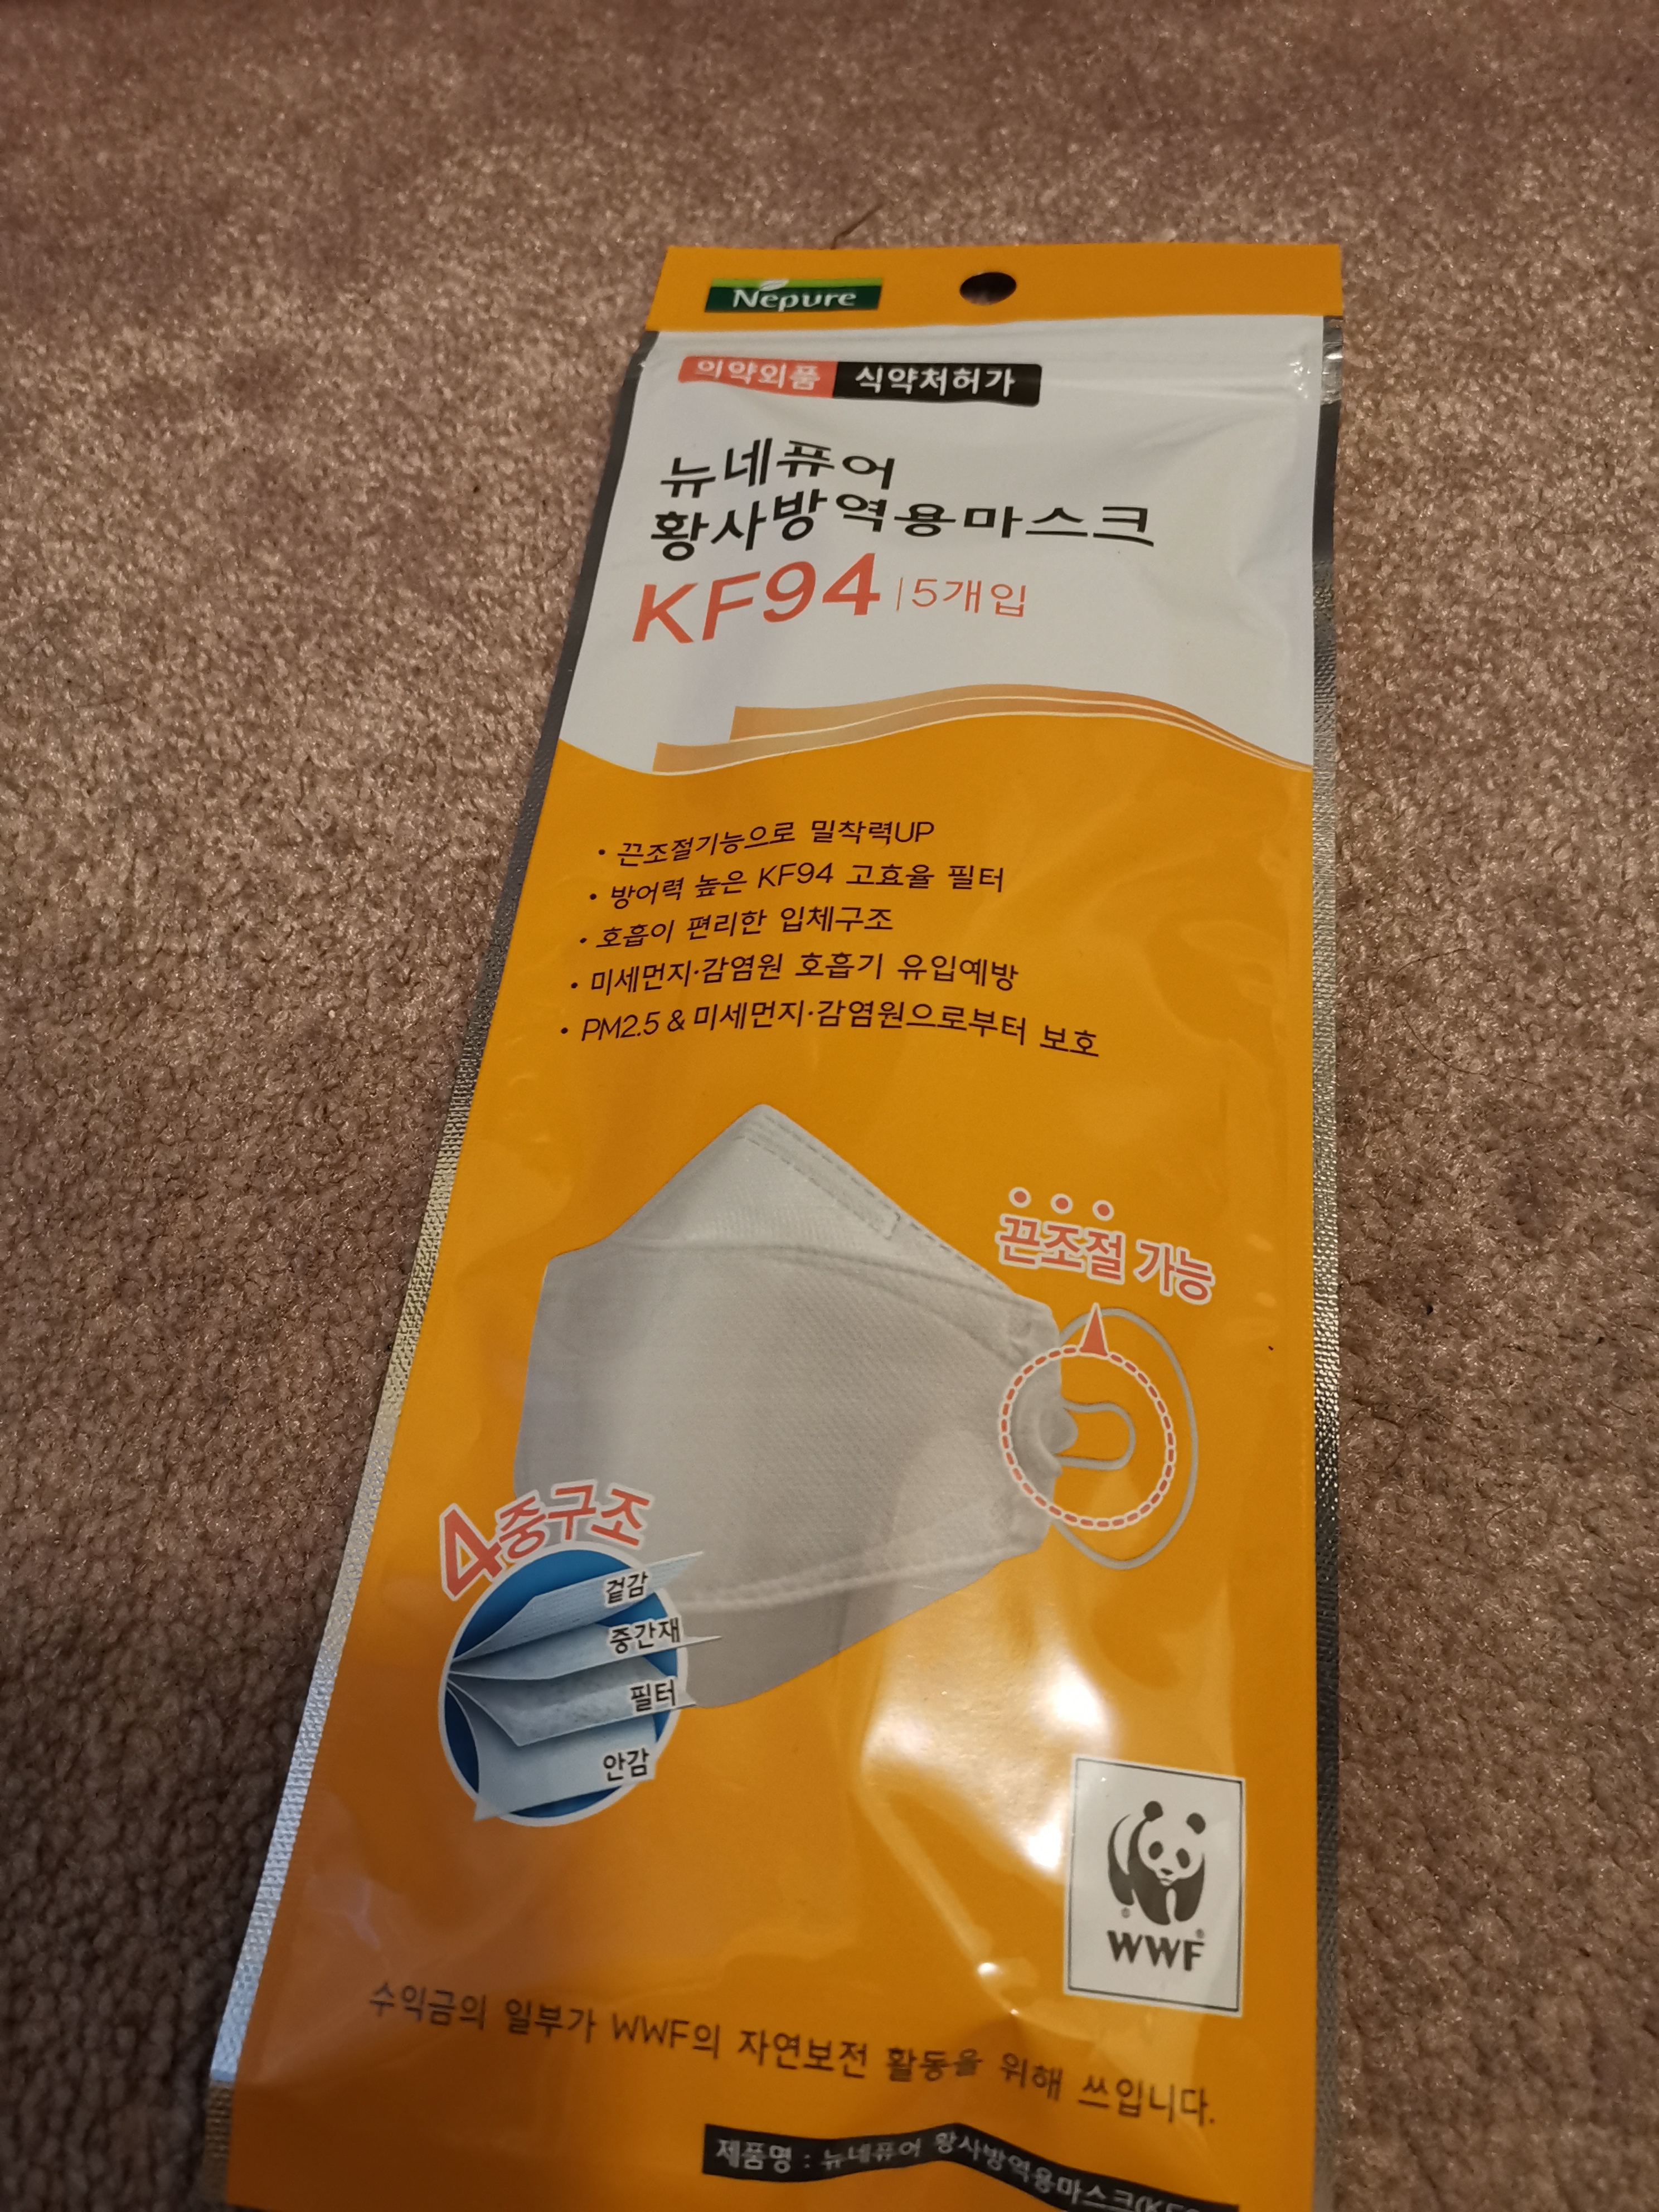 Nepure
의약외품 식약처허가
뉴네퓨어
황사방역용마스크
KF94 | 5개입
• 끈조절기능으로 밀착력UP
• 방어력 높은 KF94 고효율 필터
• 호흡이 편리한 입체구조
• 미세먼지·감염원 호흡기 유입예방
• PM2.5 & 미세먼지·감염원으로부터 보호
끈조절 가능
4중구조
겉감
중간재
필터
안감
WWF
수익금의 일부가 WWF의 자연보전 활동을 위해 쓰입니다.
제품명 : 뉴네퓨어 황사방역용마스크(KF